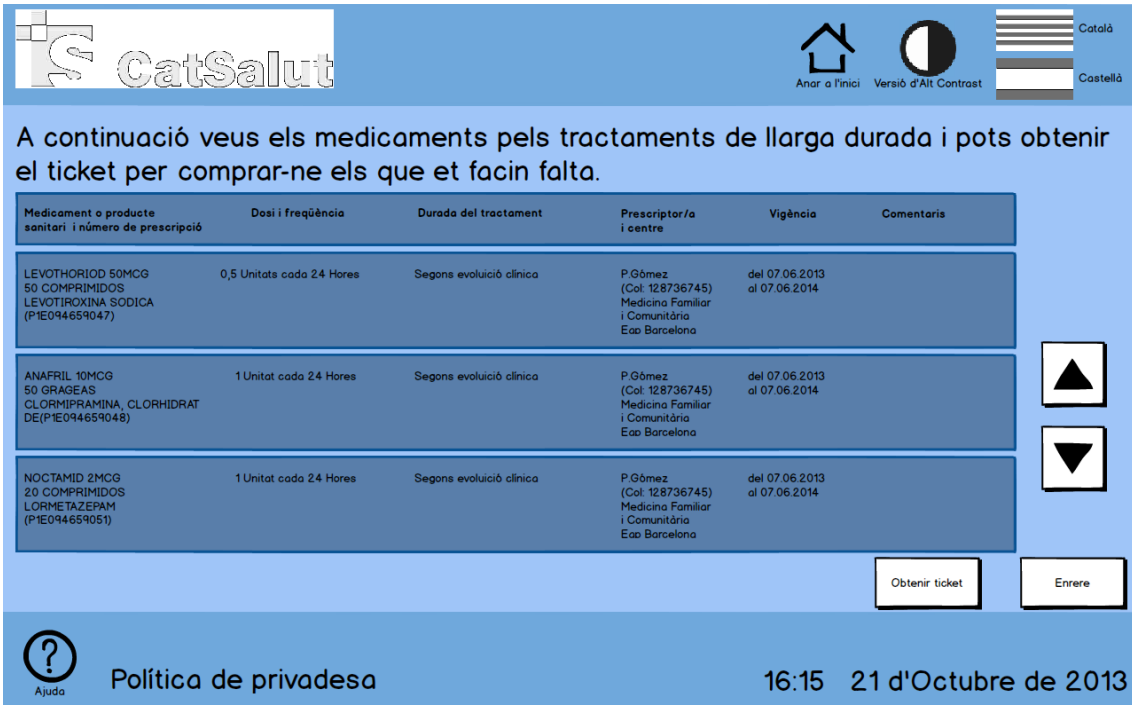 CatSalut
Anar a l'inici
Versió d'Alt Contrast
Català
Castellà
A continuació veus els medicaments pels tractaments de llarga durada i pots obtenir
el ticket per comprar-ne els que et facin falta.
Medicament o producte
sanitari i número de prescripció
Dosi i freqüència
Durada del tractament
Prescriptor/a
i centre
Vigència
Comentaris
LEVOTHORIOD 50MCG
50 COMPRIMIDOS
LEVOTIROXINA SODICA
(P1E094659047)
0,5 Unitats cada 24 Hores
Segons evoluició clínica
P.Gòmez
(Col: 128736745)
Medicina Familiar
i Comunitària
Eap Barcelona
del 07.06.2013
al 07.06.2014
ANAFRIL 10MCG
50 GRAGEAS
CLORMIPRAMINA, CLORHIDRAT
DE(P1E094659048)
1 Unitat cada 24 Hores
Segons evoluició clínica
P.Gòmez
(Col: 128736745)
Medicina Familiar
i Comunitària
Eap Barcelona
del 07.06.2013
al 07.06.2014
NOCTAMID 2MCG
20 COMPRIMIDOS
LORMETAZEPAM
(P1E094659051)
1 Unitat cada 24 Hores
Segons evoluició clínica
P.Gòmez
(Col: 128736745)
Medicina Familiar
i Comunitària
Eap Barcelona
del 07.06.2013
al 07.06.2014
Obtenir ticket
Enrere
?
Ajuda
Política de privadesa
16:15 21 d'Octubre de 2013